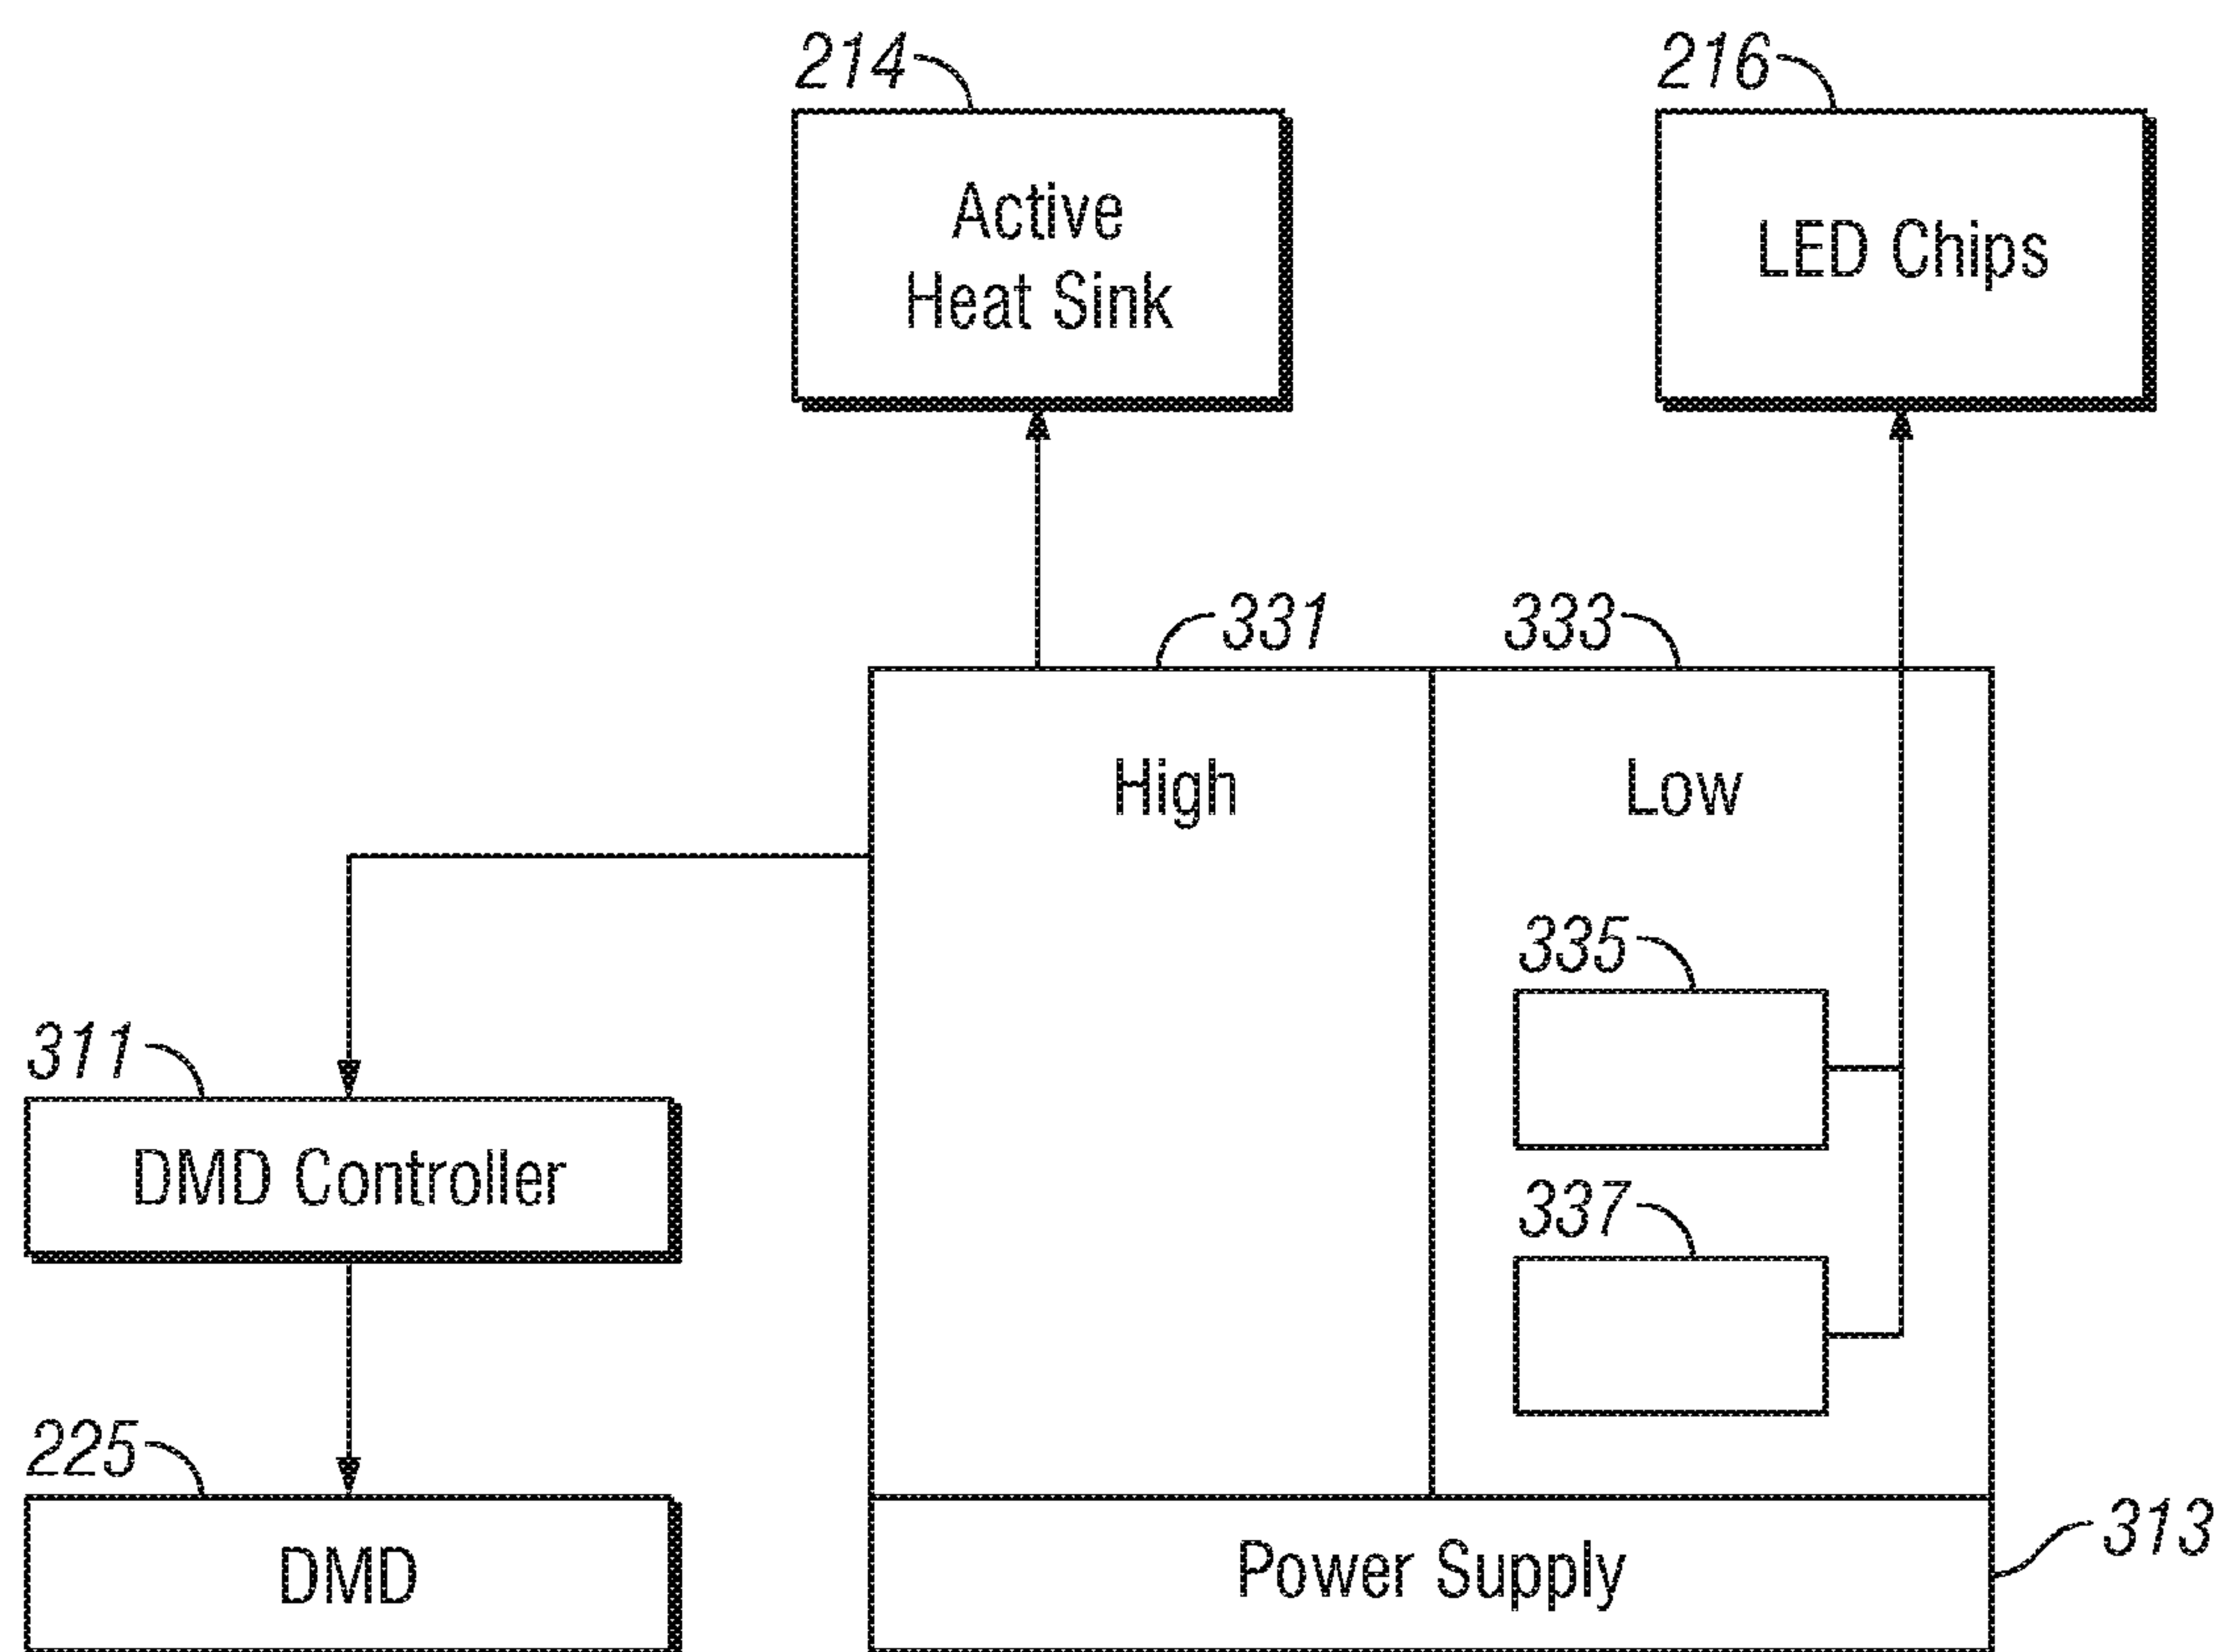 214
216
Active
Heat Sink
LED Chips
331
333
High
Low
335
311
DMD Controller
337
225
DMD
Power Supply
313